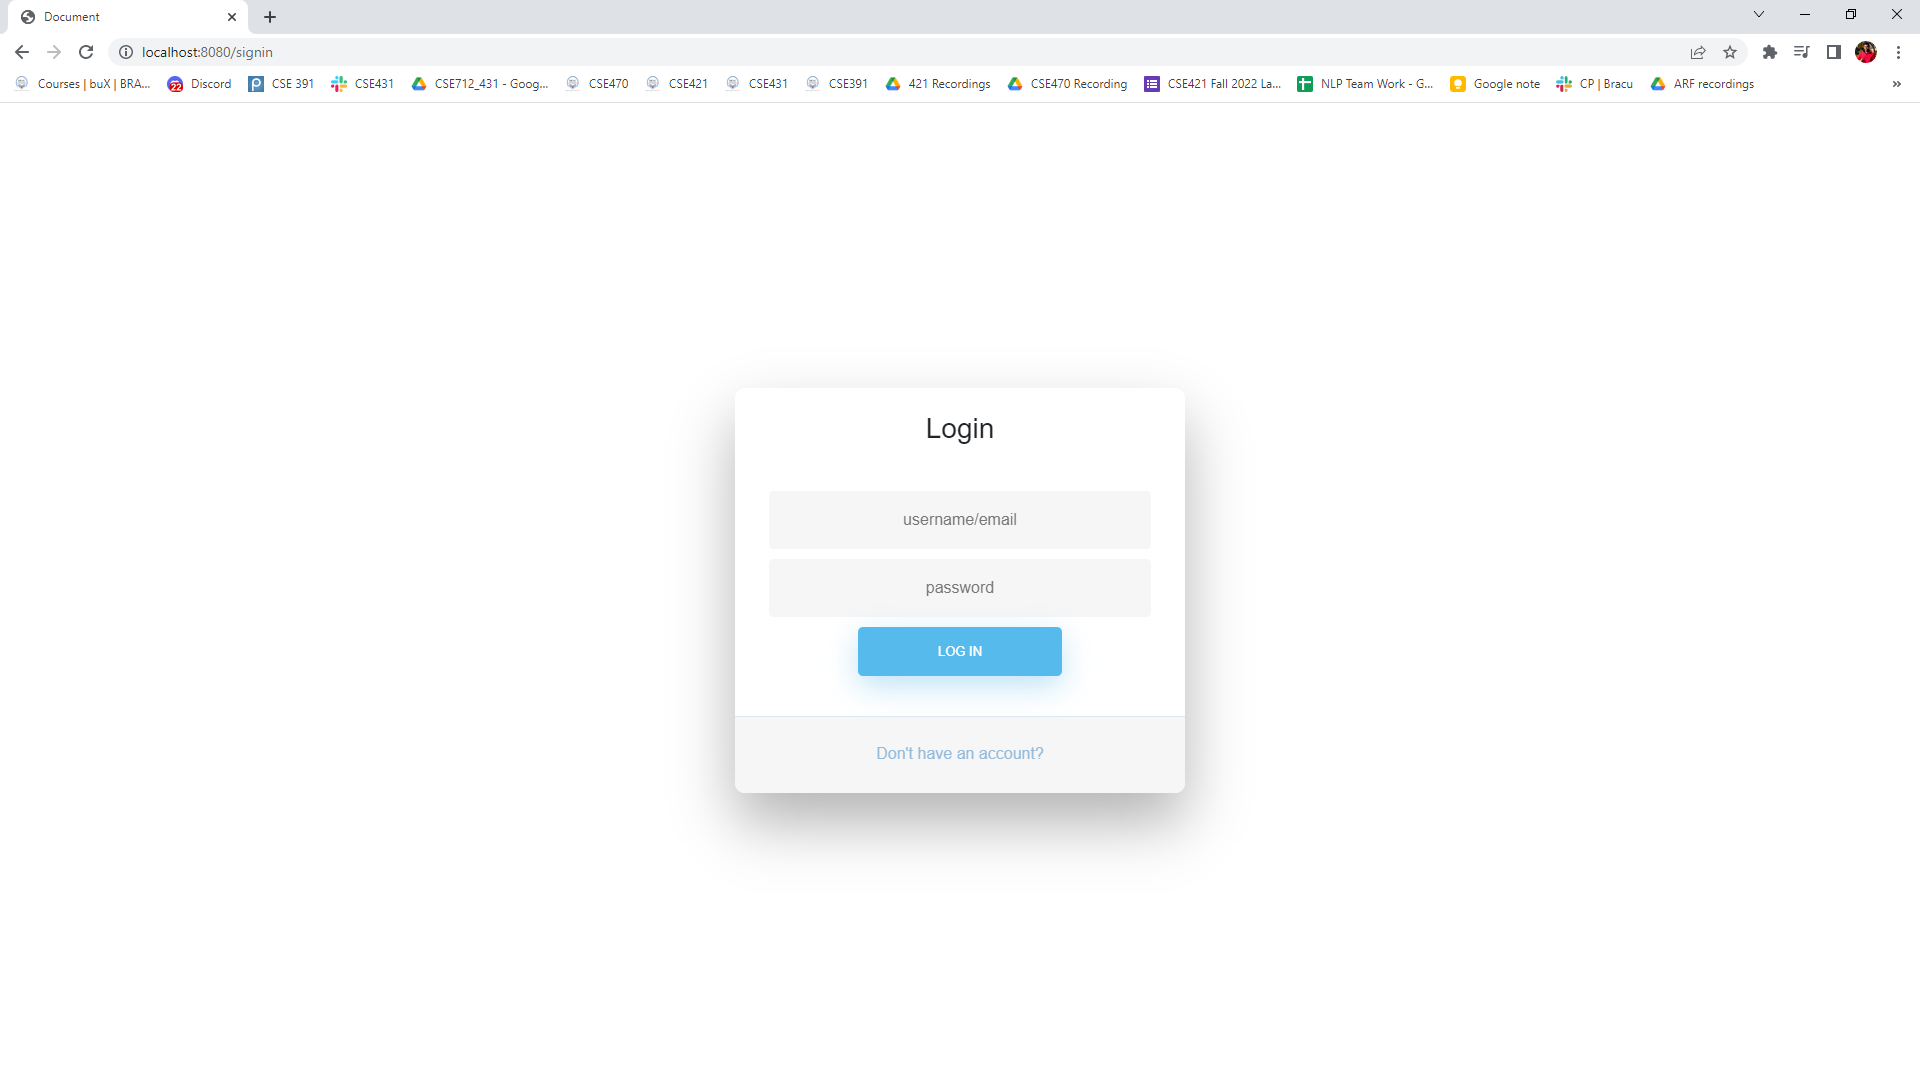 Document
localhost:8080/signin
Courses | buX | BRA... 22 Discord CSE 391 CSE431 CSE712_431 - Goog... CSE470 CSE421 CSE431 CSE391 421 Recordings CSE470 Recording CSE421 Fall 2022 La... NLP Team Work - G... Google note CP | Bracu ARF recordings »
Login
username/email
password
LOG IN
Don't have an account?